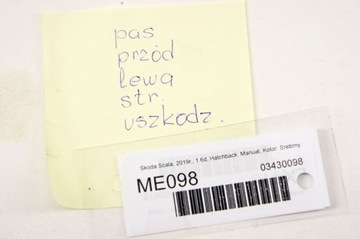 pas
przód
lewa
str.
uszkodz.
Skoda Scala, 2019r., 1.6d, Hatchback, Manual, Kolor: Srebrny
ME098
03430098